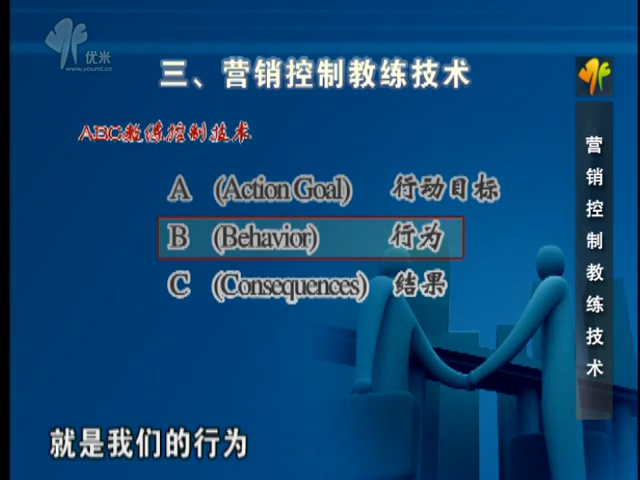 优米
www.youmi.cn
三、营销控制教练技术
ABC教练控制技术
A (Action Goal) 行动目标
B (Behavior) 行为
C (Consequences) 结果
营销控制教练技术
就是我们的行为